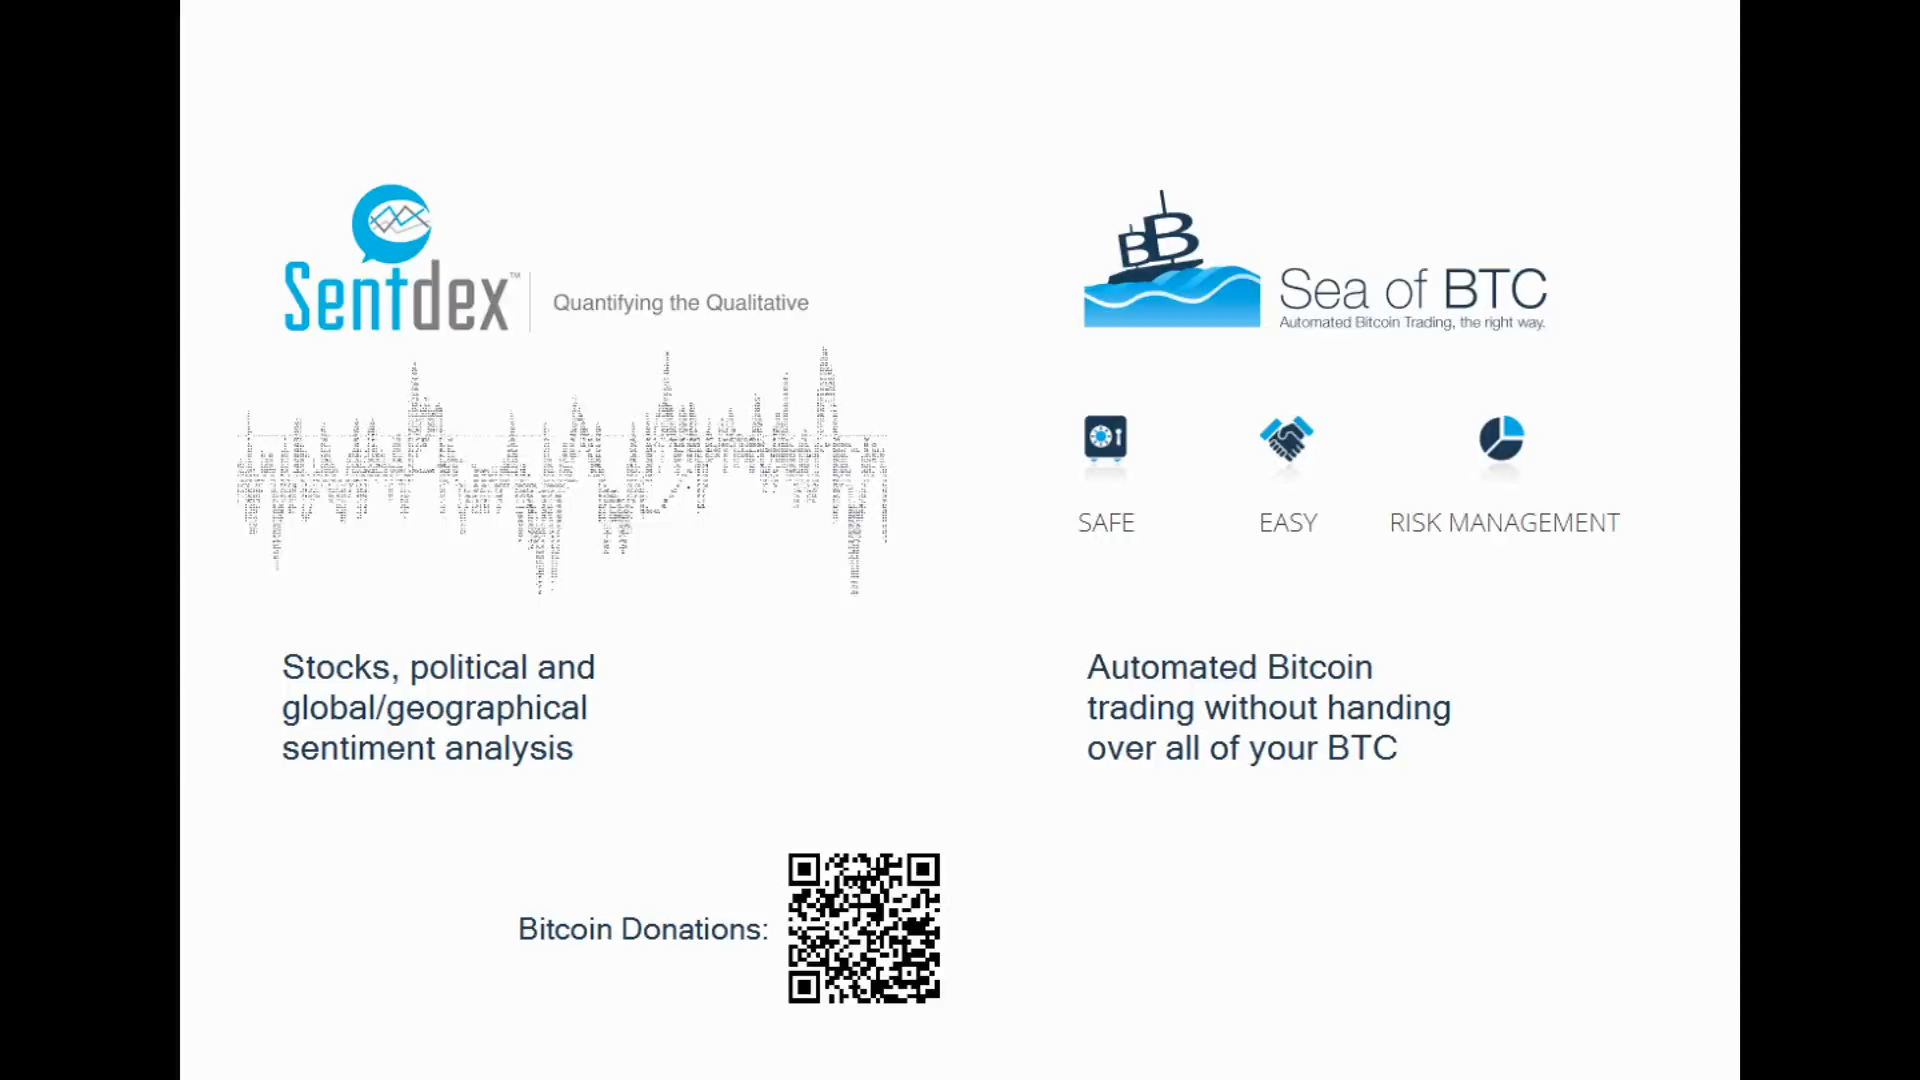 Sentdex™
Quantifying the Qualitative
Sea of BTC
Automated Bitcoin Trading, the right way.
SAFE
EASY
RISK MANAGEMENT
Stocks, political and
global/geographical
sentiment analysis
Automated Bitcoin
trading without handing
over all of your BTC
Bitcoin Donations: